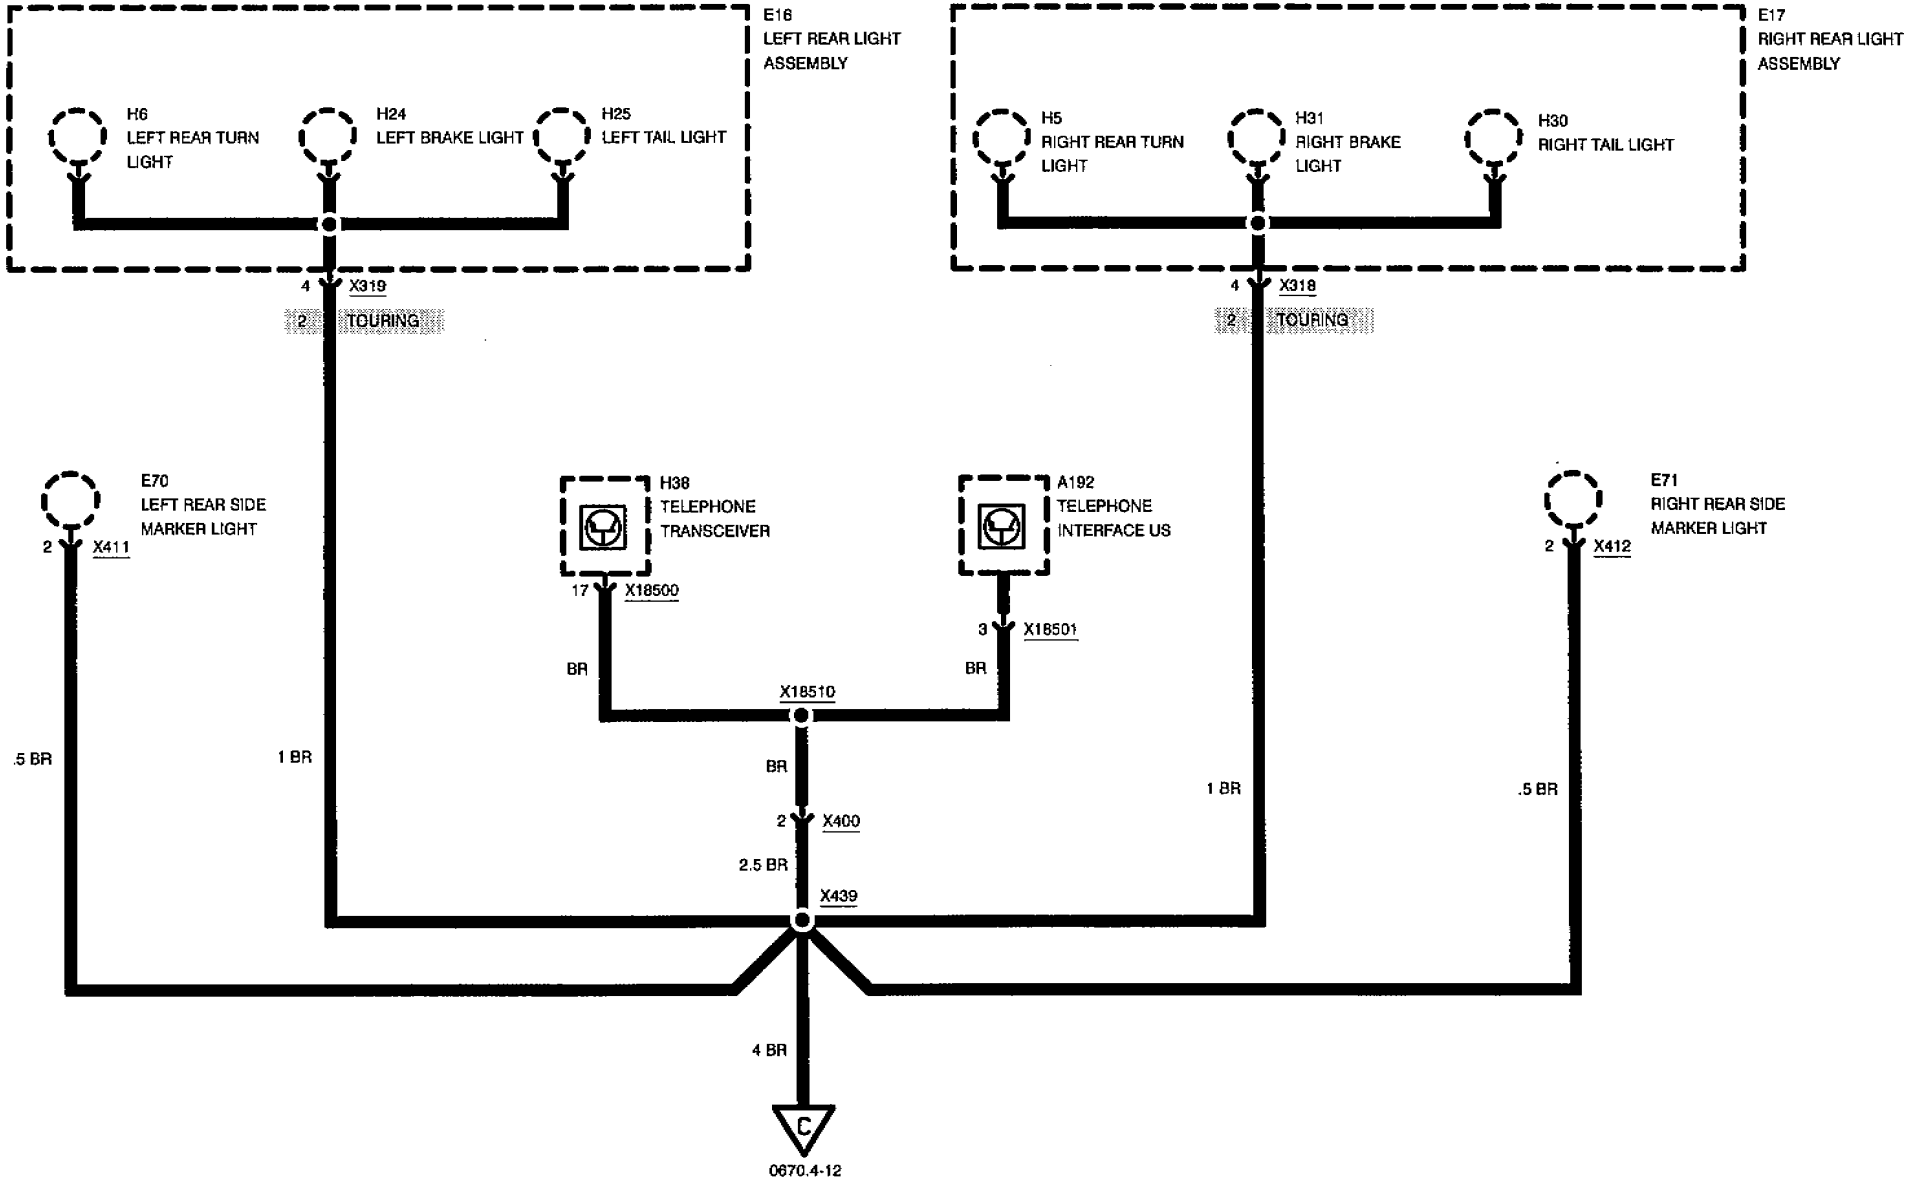 E16
LEFT REAR LIGHT
ASSEMBLY
E17
RIGHT REAR LIGHT
ASSEMBLY
H6
LEFT REAR TURN
LIGHT
H24
LEFT BRAKE LIGHT
H25
LEFT TAIL LIGHT
H5
RIGHT REAR TURN
LIGHT
H31
RIGHT BRAKE
LIGHT
H30
RIGHT TAIL LIGHT
4 X319
2 TOURING
4 X318
2 TOURING
E70
LEFT REAR SIDE
MARKER LIGHT
2 X411
H38
TELEPHONE
TRANSCEIVER
17 X18500
A192
TELEPHONE
INTERFACE US
3 X18501
E71
RIGHT REAR SIDE
MARKER LIGHT
2 X412
BR
BR
X18510
.5 BR
1 BR
BR
1 BR
.5 BR
2 X400
2.5 BR
X439
4 BR
C
0670.4-12